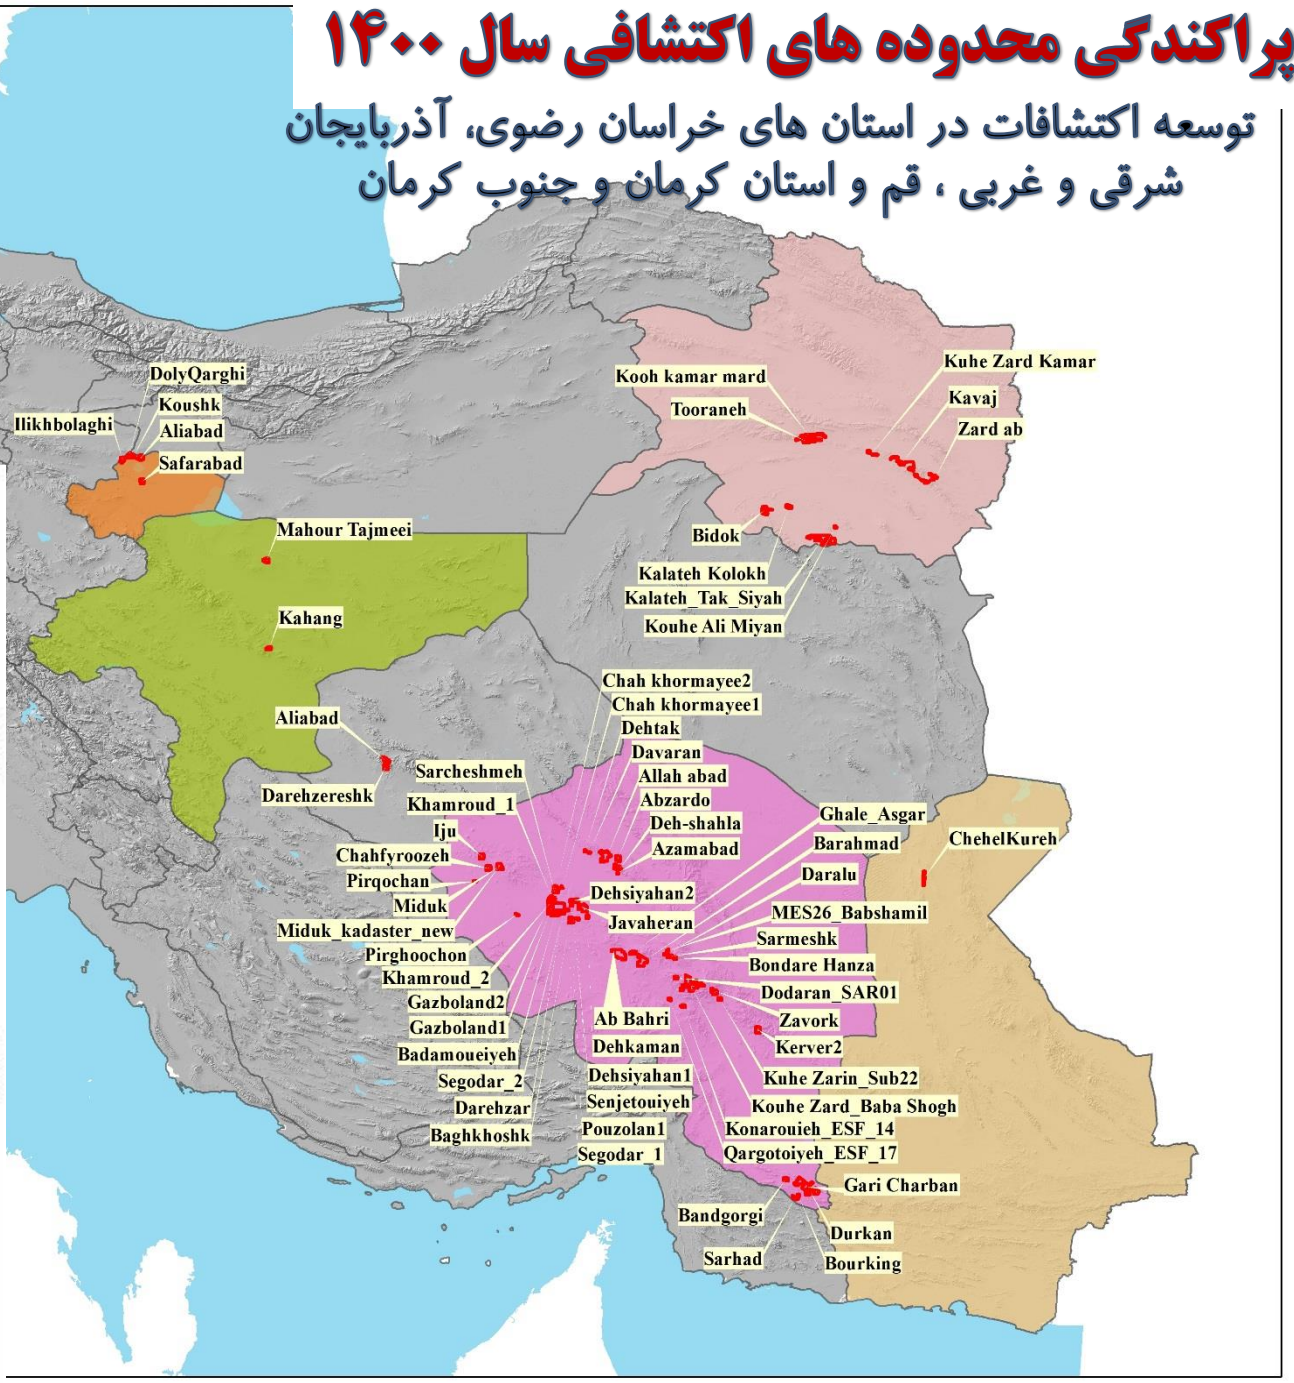 پراکندگی محدوده های اکتشافی سال ۱۴۰۰
توسعه اکتشافات در استان های خراسان رضوی، آذربایجان
شرقی و غربی ، قم و استان کرمان و جنوب کرمان
DolyQarghi
Koushk
Ilikhbolaghi
Aliabad
Safarabad
Mahour Tajmeei
Kahang
Kuhe Zard Kamar
Kooh kamar mard
Kavaj
Tooraneh
Zard ab
Bidok
Kalateh Kolokh
Kalateh_Tak_Siyah
Kouhe Ali Miyan
Aliabad
Darehzereshk
Chah khormayee2
Chah khormayee1
Dehtak
Davaran
Allah abad
Abzardo
Deh-shahla
Azamabad
Sarcheshmeh
Khamroud_1
Iju
Chahfyroozeh
Pirqochan
Miduk
Miduk_kadaster_new
Pirghoochon
Khamroud_2
Gazboland2
Gazboland1
Badamoueiyeh
Segodar_2
Darehzar
Baghkhoshk
Dehsiyahan2
Javaheran
Ab Bahri
Dehkaman
Dehsiyahan1
Senjetouiyeh
Pouzolan1
Segodar_1
Ghale_Asgar
Barahmad
Daralu
MES26_Babshamil
Sarmeshk
Bondare Hanza
Dodaran_SAR01
Zavork
Kerver2
Kuhe Zarin_Sub22
Kouhe Zard_Baba Shogh
Konarouieh_ESF_14
Qargotoiyeh_ESF_17
ChehelKureh
Gari Charban
Bandgorgi
Durkan
Sarhad
Bourking